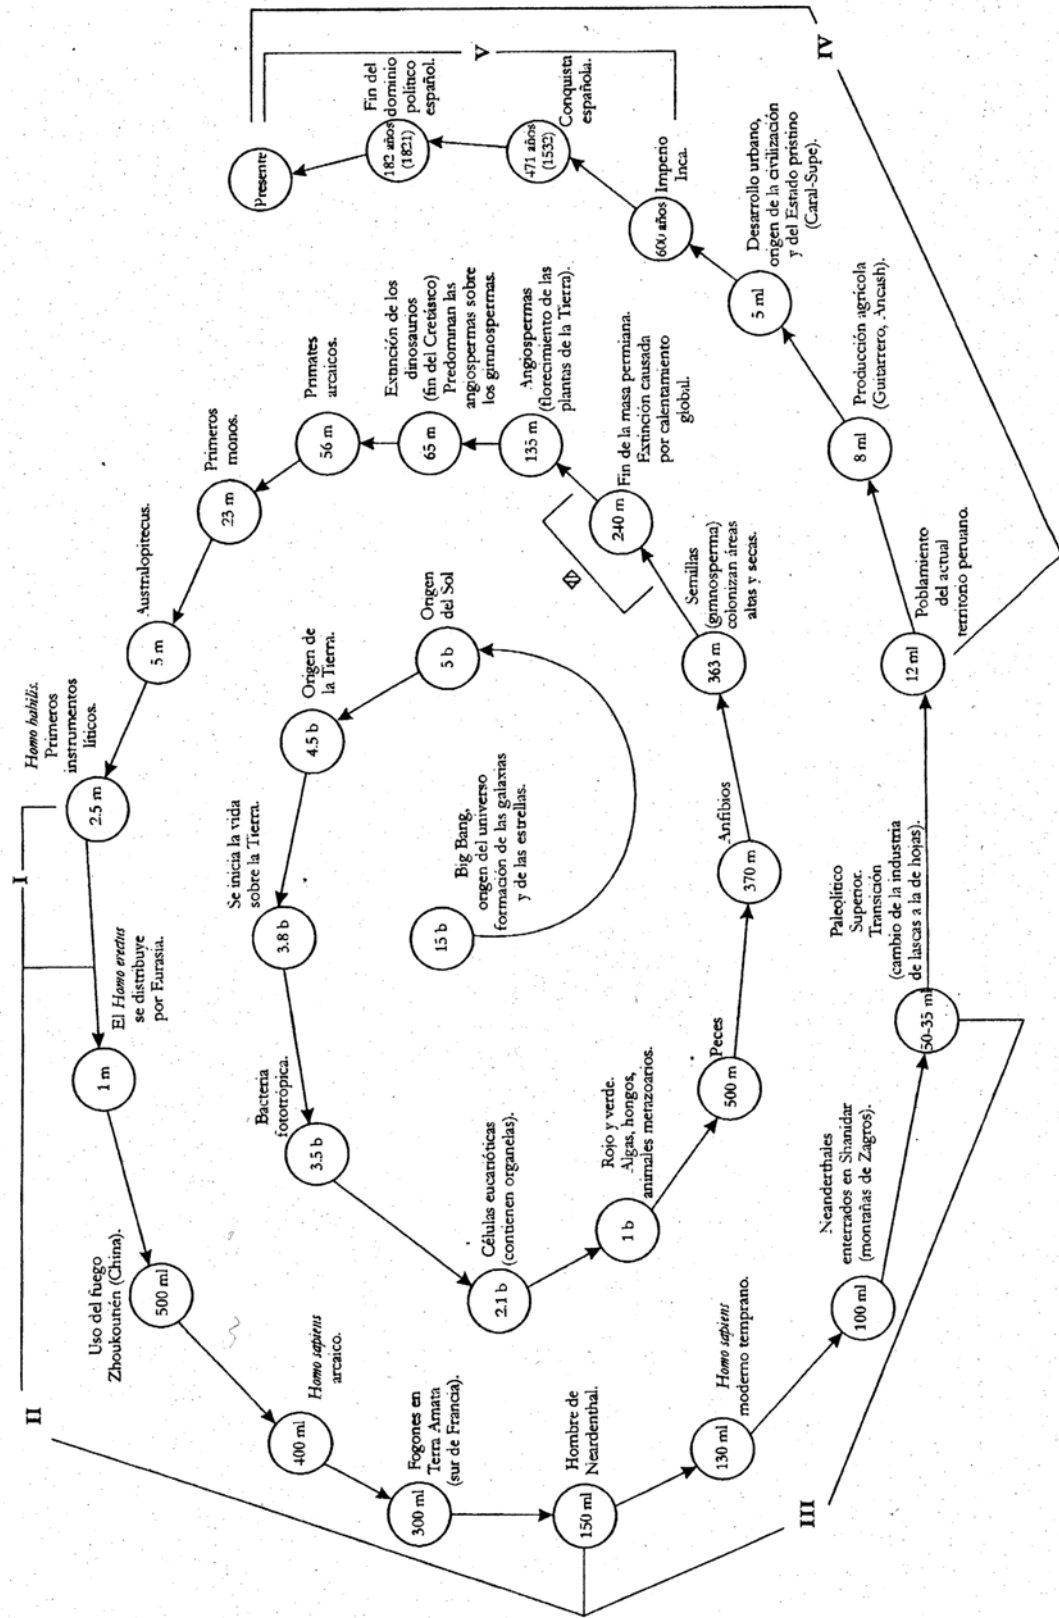 15 b
Big Bang,
origen del universo
formación de las galaxias
y de las estrellas.
5 b
Origen
del Sol
4.5 b
Origen de
la Tierra.
3.8 b
Se inicia la vida
sobre la Tierra.
3.5 b
Bacteria
fototrópica.
2.1 b
Células eucarióticas
(contienen organelas).
1 b
Rojo y verde.
Algas, hongos,
animales metazoarios.
500 m
Peces
370 m
Anfibios
363 m
Semillas
(gimnosperma)
colonizan áreas
altas y secas.
240 m
Fin de la masa permiana.
Extinción causada
por calentamiento
global.
135 m
Angiospermas
(florecimiento de las
plantas de la Tierra).
65 m
Extinción de los
dinosaurios
(fin del Cretásico)
Predominan las
angiospermas sobre
los gimnospermas.
56 m
Primates
arcaicos.
23 m
Primeros
monos.
5 m
Australopitecus.
2.5 m
Homo habilis.
Primeros
instrumentos
líticos.
I
1 m
El Homo erectus
se distribuye
por Eurasia.
500 ml
Uso del fuego
Zhoukoutién (China).
II
400 ml
Homo sapiens
arcaico.
300 ml
Fogones en
Terra Amata
(sur de Francia).
150 ml
Hombre de
Neardenthal.
130 ml
Homo sapiens
moderno temprano.
III
100 ml
Neanderthales
enterrados en Shanidar
(montañas de Zagros).
50-35 ml
Paleolítico
Superior.
Transición
(cambio de la industria
de lascas a la de hojas).
12 ml
Poblamiento
del actual
territorio peruano.
8 ml
Producción agrícola
(Guitarrero, Ancash).
5 ml
Desarrollo urbano,
origen de la civilización
y del Estado prístino
(Caral-Supe).
600 años
Imperio
Inca.
471 años
(1532)
Conquista
española.
182 años
(1821)
Fin del
dominio
político
español.
Presente
V
IV